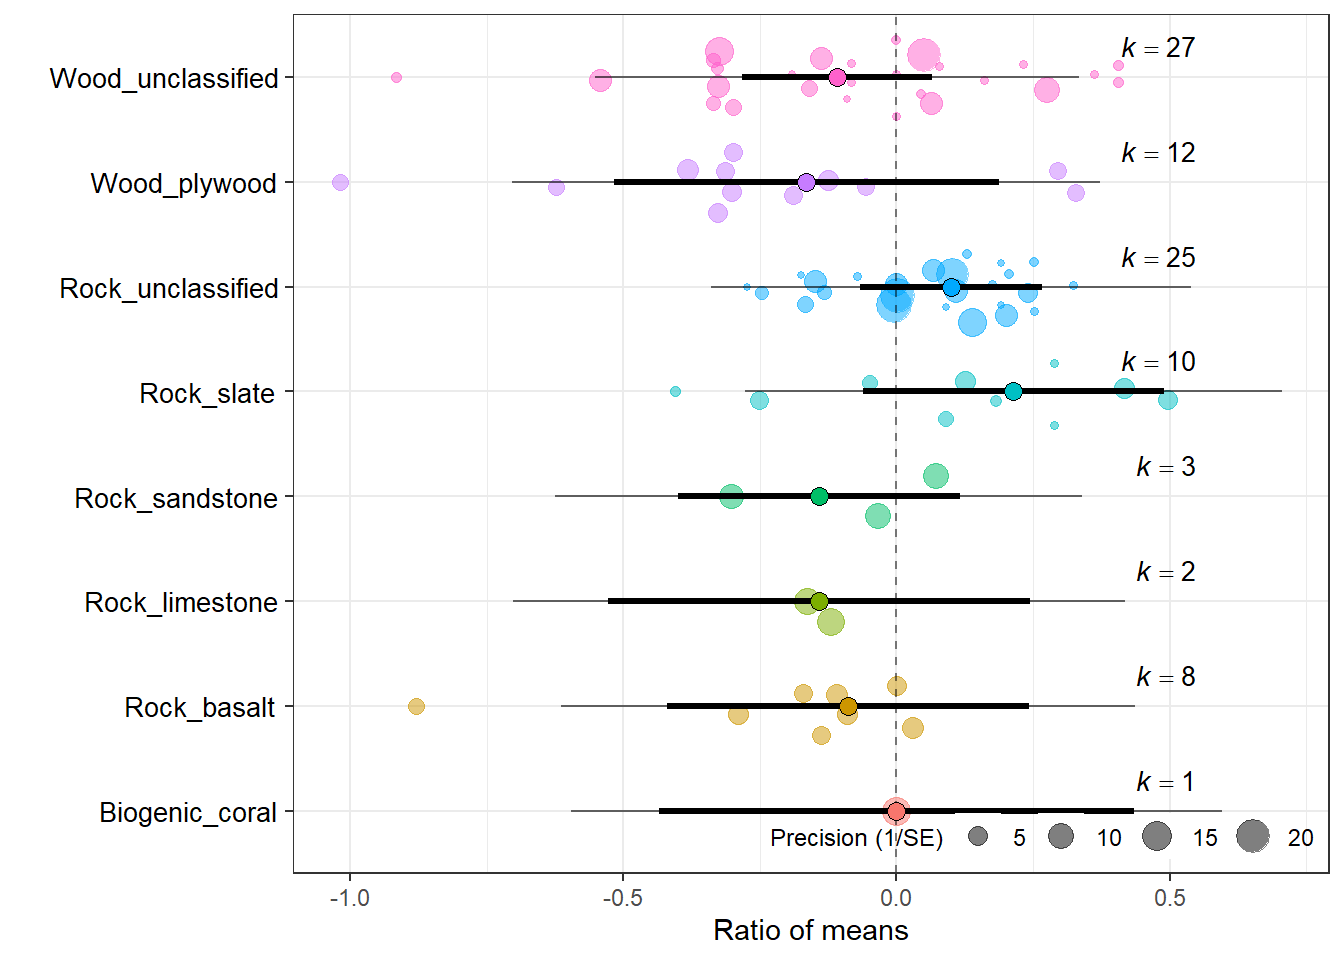 Wood_unclassified k = 27
Wood_plywood k = 12
Rock_unclassified k = 25
Rock_slate k = 10
Rock_sandstone k = 3
Rock_limestone k = 2
Rock_basalt k = 8
Biogenic_coral k = 1
Precision (1/SE) 5 10 15 20
-1.0 -0.5 0.0 0.5
Ratio of means